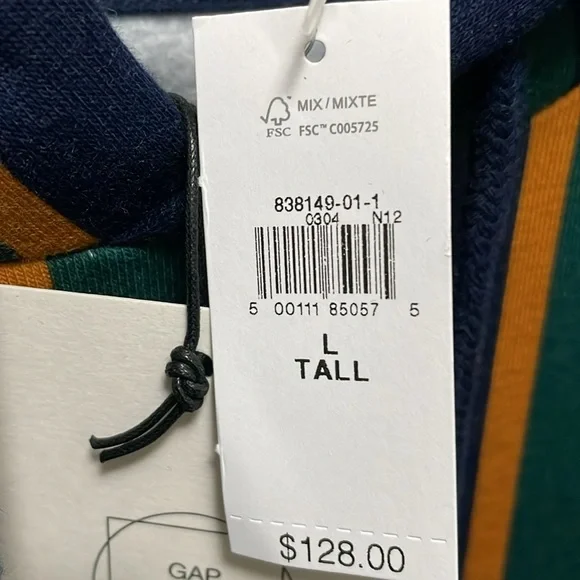 MIX / MIXTE
FSC FSC™ C005725
838149-01-1
0304 N12
5 00111 85057 5
L
TALL
$128.00
GAP